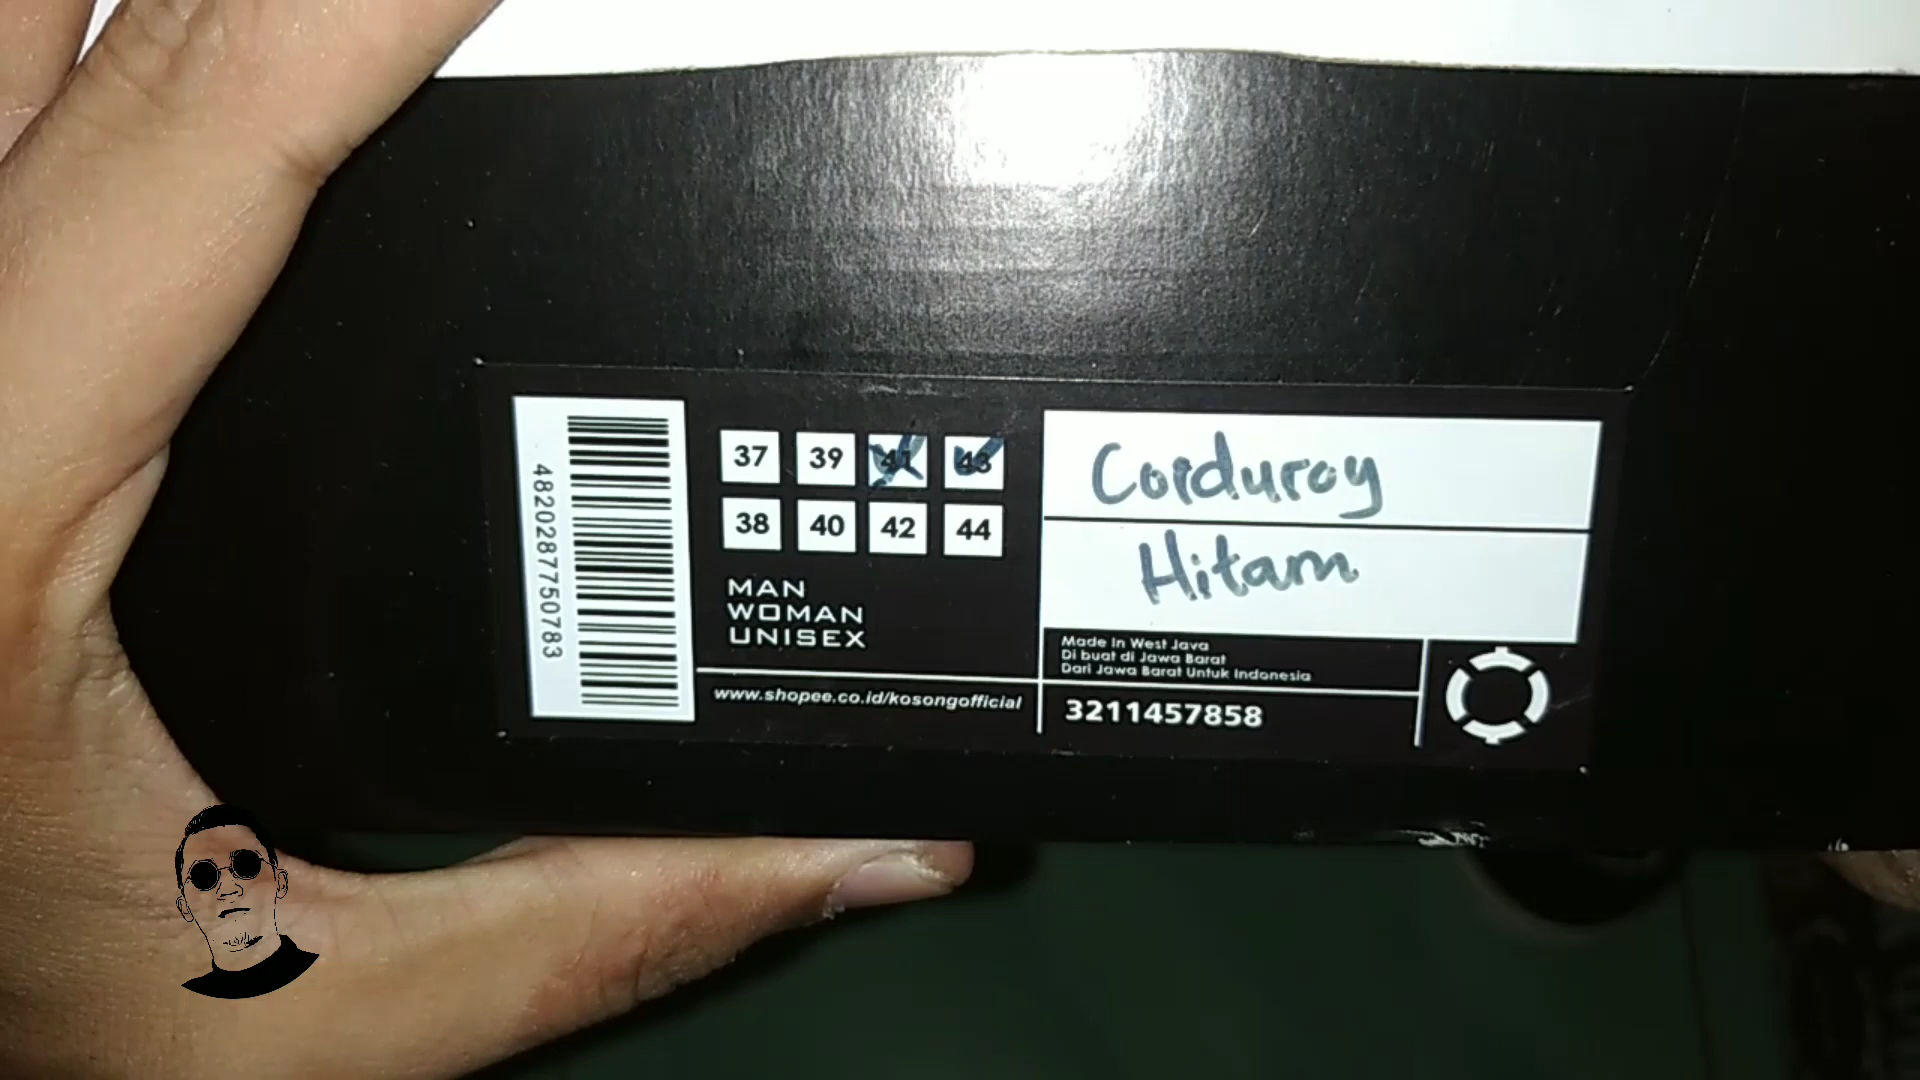 4820287750783
37 39 41 43
38 40 42 44
MAN
WOMAN
UNISEX
www.shopee.co.id/kosongofficial
Corduroy
Hitam
Made In West Java
Di buat di Jawa Barat
Dari Jawa Barat Untuk Indonesia
3211457858